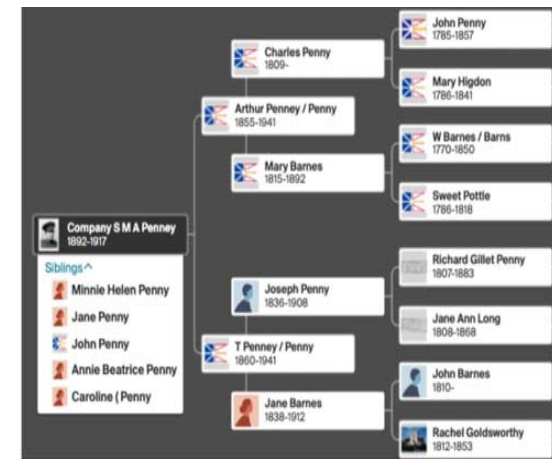 John Penny
1785-1857
Charles Penny
1809-
Mary Higdon
1786-1841
Arthur Penney / Penny
1855-1941
W Barnes / Barns
1770-1850
Mary Barnes
1815-1892
Sweet Pottle
1786-1818
Company S M A Penney
1892-1917
Siblings^
Minnie Helen Penny
Jane Penny
John Penny
Annie Beatrice Penny
Caroline ( Penny
Richard Gillet Penny
1807-1883
Joseph Penny
1836-1908
Jane Ann Long
1808-1868
T Penney / Penny
1860-1941
John Barnes
1810-
Jane Barnes
1838-1912
Rachel Goldsworthy
1812-1853